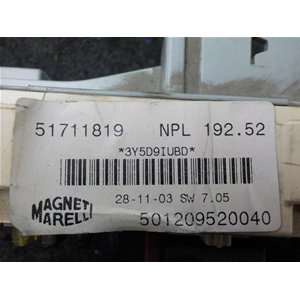 51711819 NPL 192.52
*3Y5D9IUBD*
28-11-03 SW 7.05
MAGNETI
MARELLI
501209520040